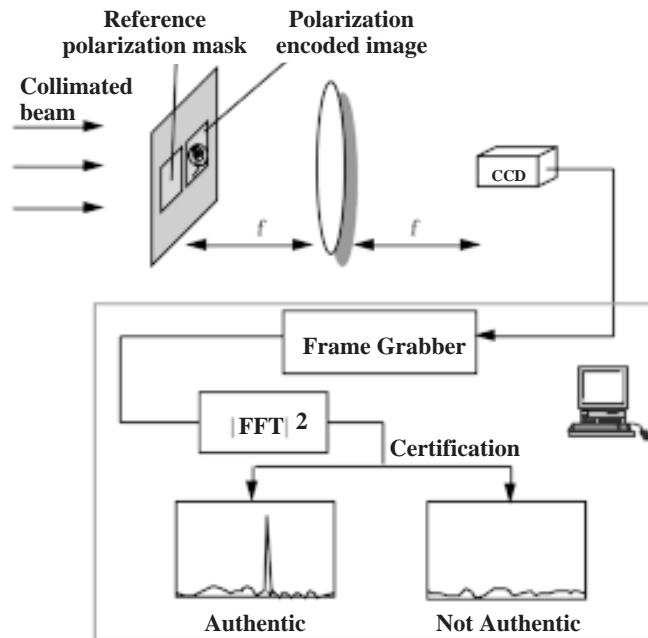 Reference
polarization mask
Polarization
encoded image
Collimated
beam
CCD
f
f
Frame Grabber
|FFT| 2
Certification
Authentic
Not Authentic